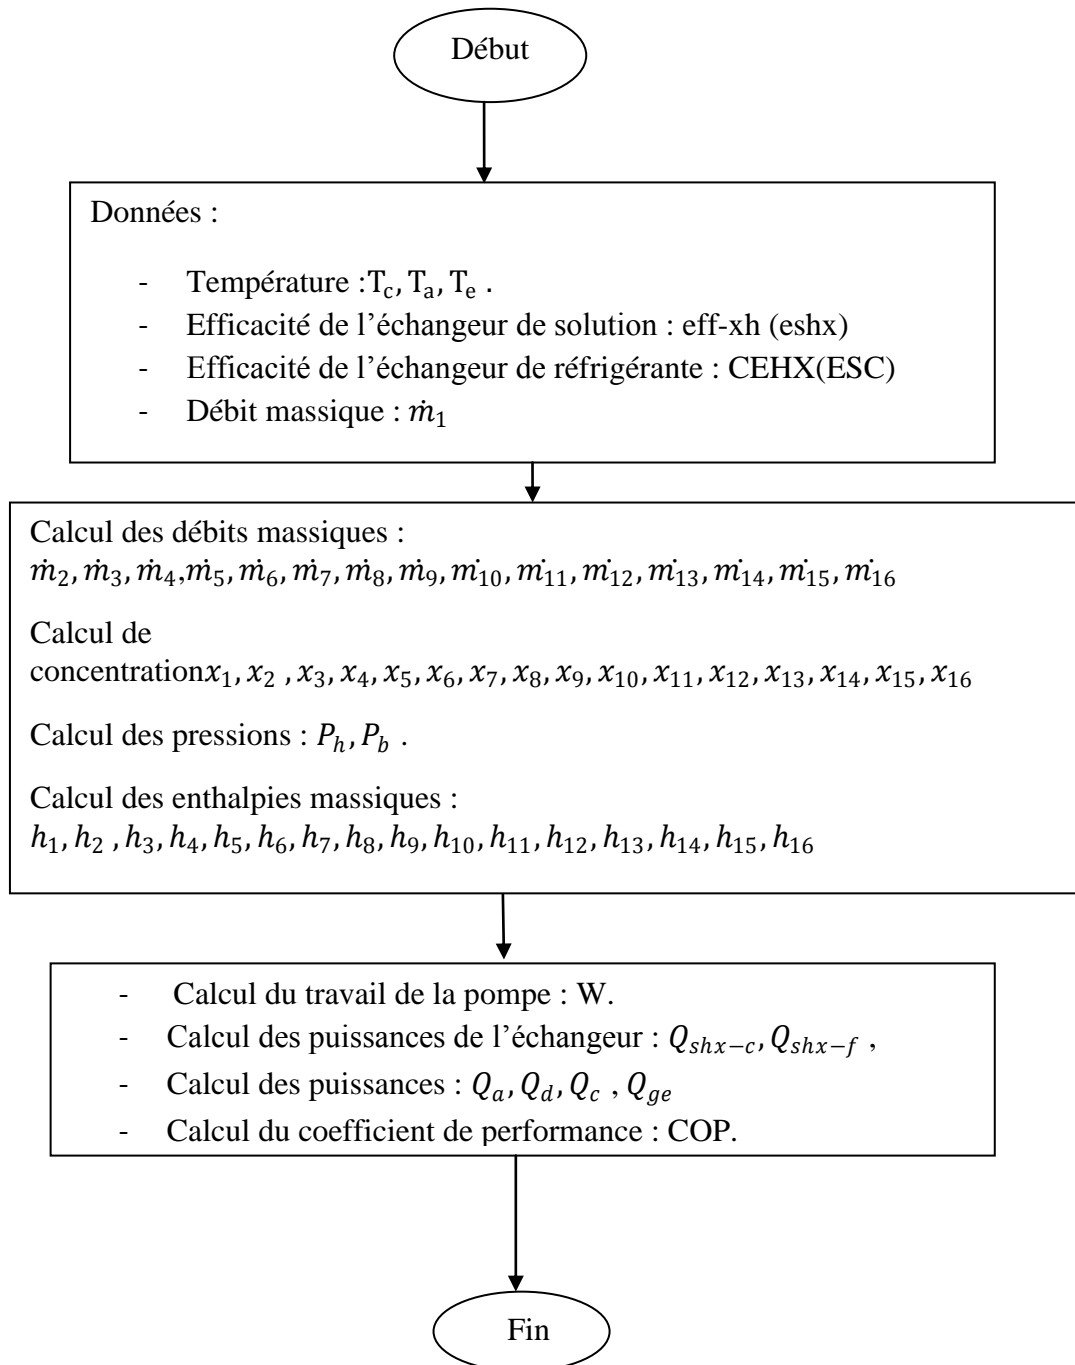 Début
Données :
- Température :T_c, T_a, T_e .
- Efficacité de l’échangeur de solution : eff-xh (eshx)
- Efficacité de l’échangeur de réfrigérante : CEHX(ESC)
- Débit massique : ṁ_1
Calcul des débits massiques :
ṁ_2, ṁ_3, ṁ_4,ṁ_5, ṁ_6, ṁ_7, ṁ_8, ṁ_9, ṁ_10, ṁ_11, ṁ_12, ṁ_13, ṁ_14, ṁ_15, ṁ_16
Calcul de
concentrationx_1, x_2 , x_3, x_4, x_5, x_6, x_7, x_8, x_9, x_10, x_11, x_12, x_13, x_14, x_15, x_16
Calcul des pressions : P_h, P_b .
Calcul des enthalpies massiques :
h_1, h_2 , h_3, h_4, h_5, h_6, h_7, h_8, h_9, h_10, h_11, h_12, h_13, h_14, h_15, h_16
- Calcul du travail de la pompe : W.
- Calcul des puissances de l’échangeur : Q_shx−c, Q_shx−f ,
- Calcul des puissances : Q_a, Q_d, Q_c , Q_ge
- Calcul du coefficient de performance : COP.
Fin